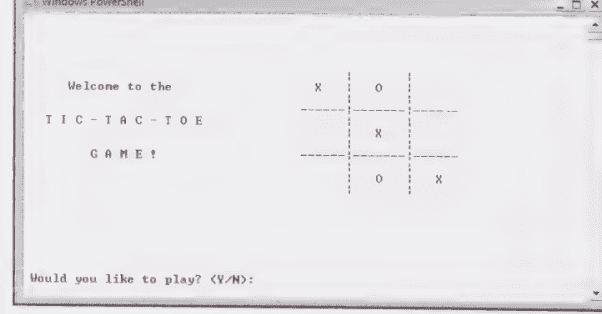 Windows PowerShell
Welcome to the
T I C - T A C - T O E
G A M E !
X O
X
O X
Would you like to play? (Y/N):